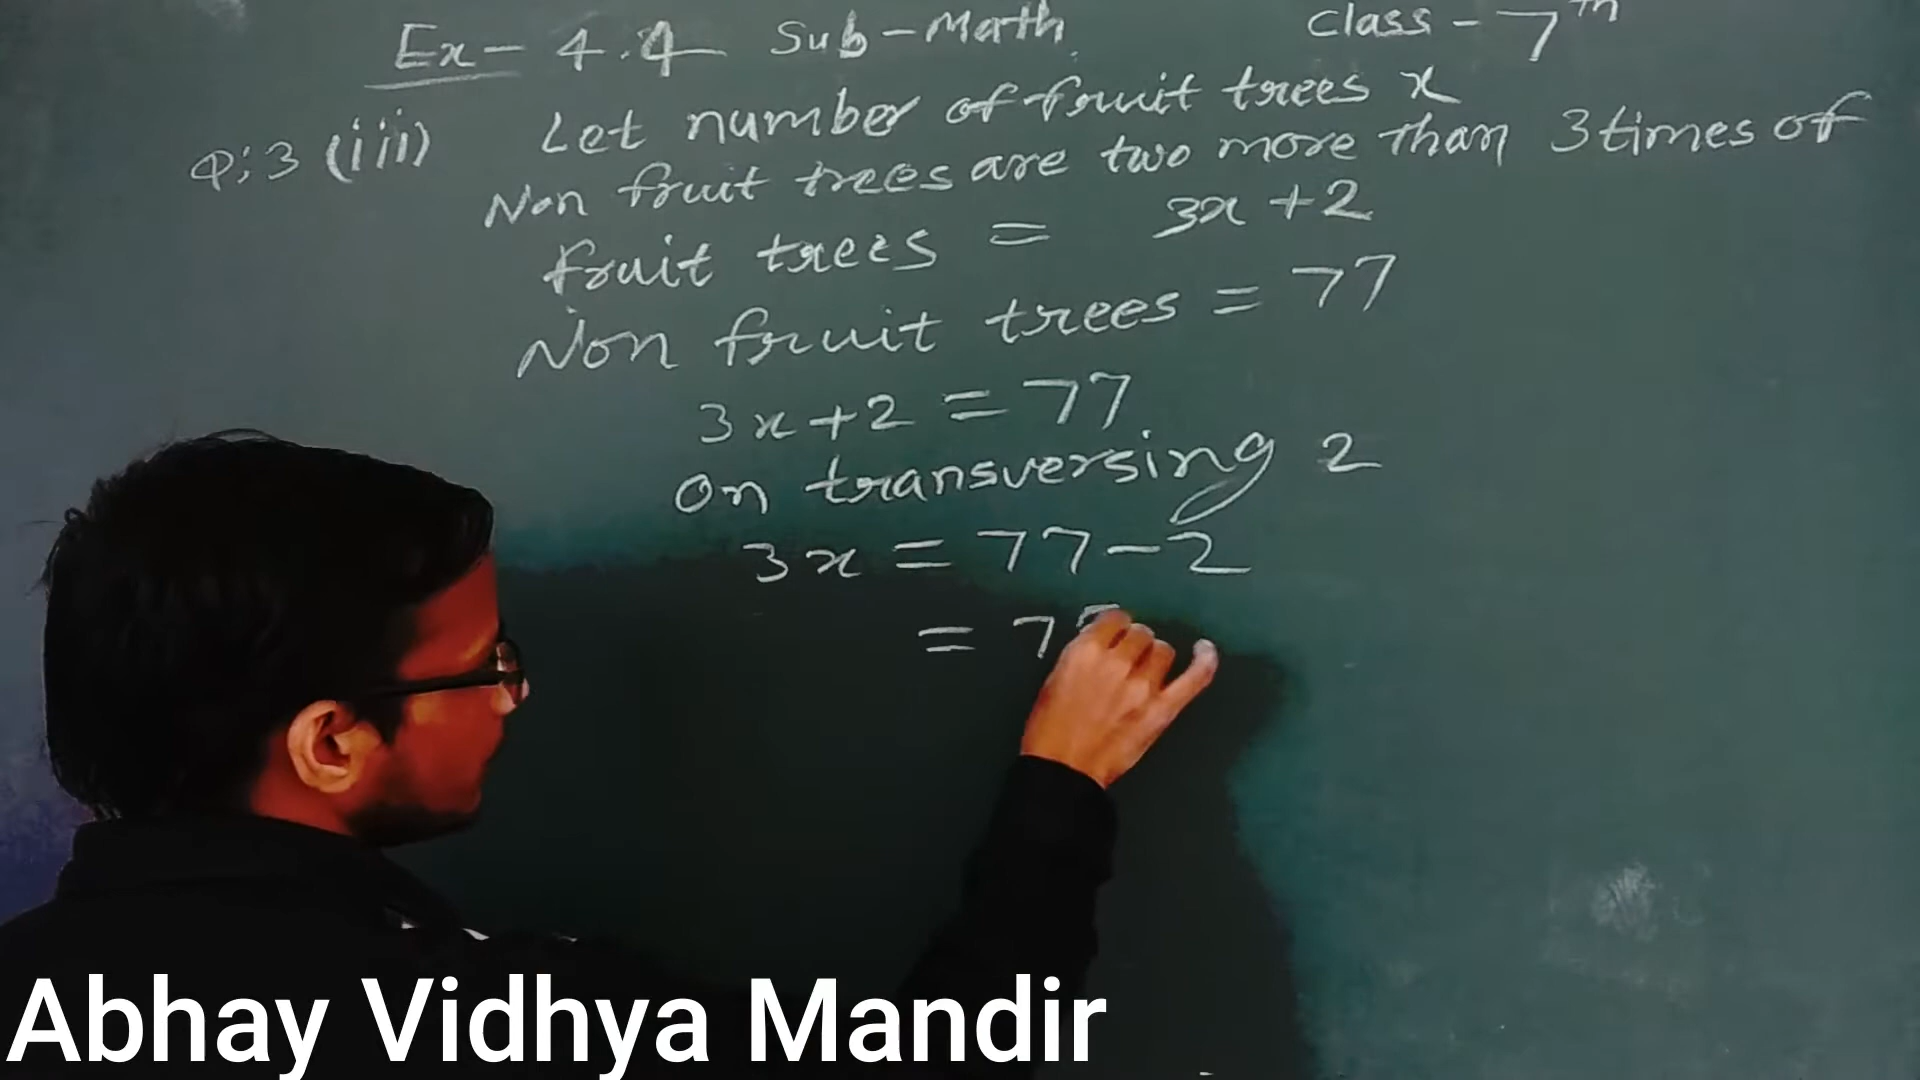 Ex- 4.4 Sub-Math Class-7th
Q:3 (iii) Let number of fruit trees x
Non fruit trees are two more than 3 times of
fruit trees = 3x+2
Non fruit trees = 77
3x+2 = 77
on transversing 2
3x = 77-2
= 75
Abhay Vidhya Mandir